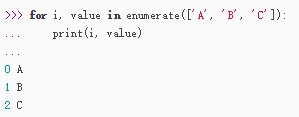 >>> for i, value in enumerate(['A', 'B', 'C']):
...     print(i, value)
...
0 A
1 B
2 C